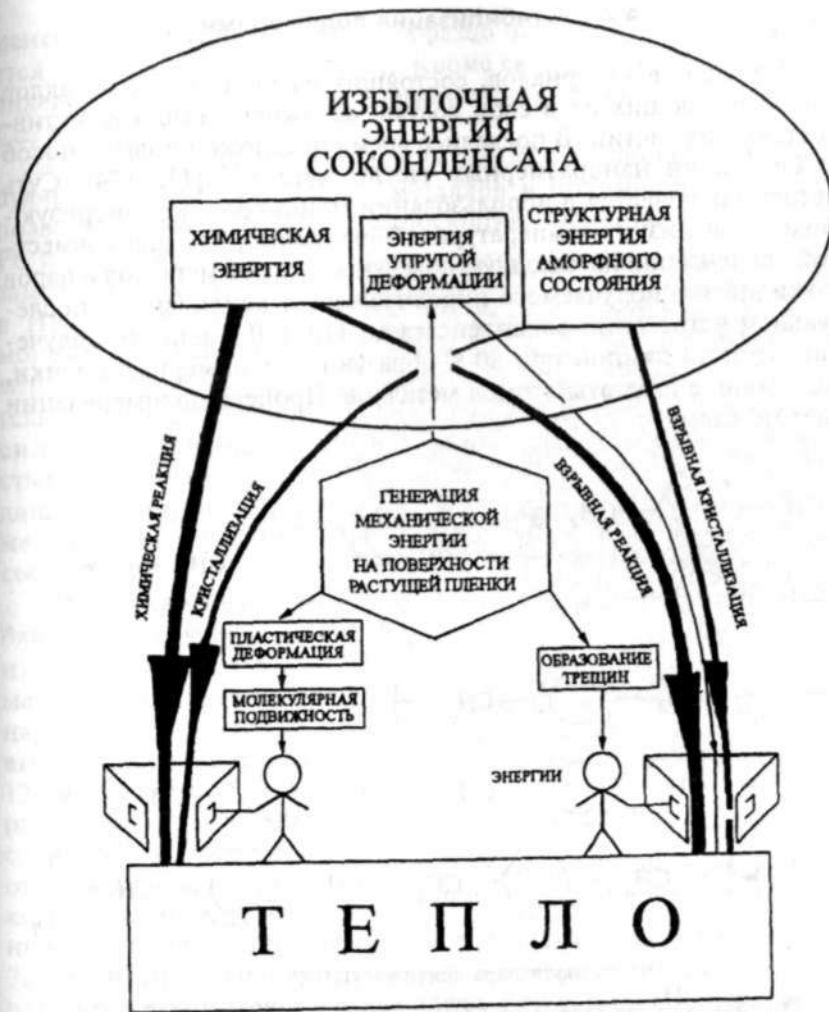 ИЗБЫТОЧНАЯ
ЭНЕРГИЯ
СОКОНДЕНСАТА
ХИМИЧЕСКАЯ
ЭНЕРГИЯ
ЭНЕРГИЯ
УПРУГОЙ
ДЕФОРМАЦИИ
СТРУКТУРНАЯ
ЭНЕРГИЯ
АМОРФНОГО
СОСТОЯНИЯ
ХИМИЧЕСКАЯ РЕАКЦИЯ
КРИСТАЛЛИЗАЦИЯ
ГЕНЕРАЦИЯ
МЕХАНИЧЕСКОЙ
ЭНЕРГИИ
НА ПОВЕРХНОСТИ
РАСТУЩЕЙ ПЛЕНКИ
ВЗРЫВНАЯ РЕАКЦИЯ
ВЗРЫВНАЯ КРИСТАЛЛИЗАЦИЯ
ПЛАСТИЧЕСКАЯ
ДЕФОРМАЦИЯ
МОЛЕКУЛЯРНАЯ
ПОДВИЖНОСТЬ
ОБРАЗОВАНИЕ
ТРЕЩИН
ЭНЕРГИИ
ТЕПЛО